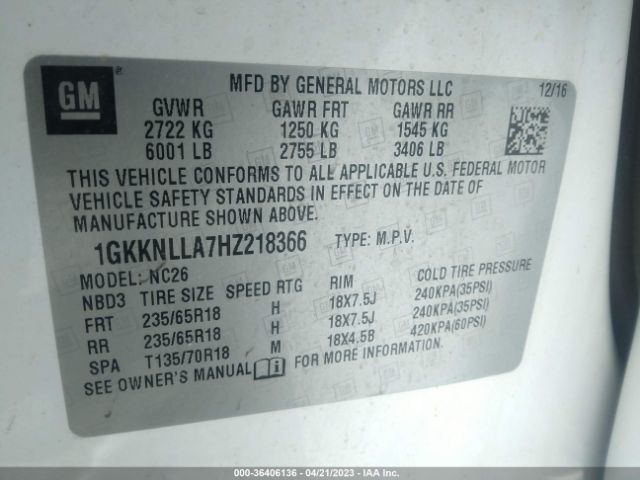 GM
MFD BY GENERAL MOTORS LLC 12/16
GVWR GAWR FRT GAWR RR
2722 KG 1250 KG 1545 KG
6001 LB 2755 LB 3406 LB
THIS VEHICLE CONFORMS TO ALL APPLICABLE U.S. FEDERAL MOTOR
VEHICLE SAFETY STANDARDS IN EFFECT ON THE DATE OF
MANUFACTURE SHOWN ABOVE.
1GKKNLLA7HZ218366 TYPE: M.P.V.
MODEL: NC26
NBD3 TIRE SIZE SPEED RTG RIM COLD TIRE PRESSURE
FRT 235/65R18 H 18X7.5J 240KPA(35PSI)
RR 235/65R18 H 18X7.5J 240KPA(35PSI)
SPA T135/70R18 M 18X4.5B 420KPA(60PSI)
SEE OWNER'S MANUAL FOR MORE INFORMATION.
000-36406136 - 04/21/2023 - IAA Inc.